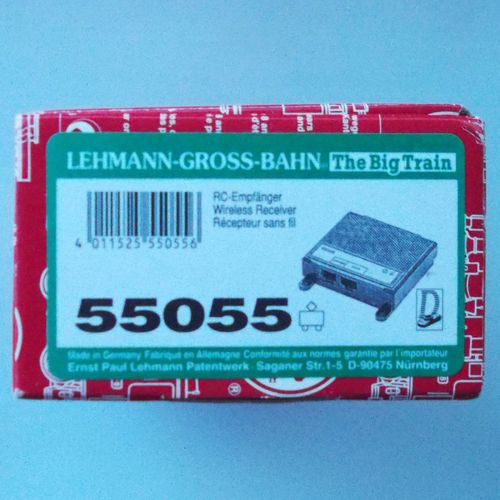 LEHMANN-GROSS-BAHN The Big Train
RC-Empfänger
Wireless Receiver
Récepteur sans fil
4 011525 550556
55055
Made in Germany Fabriqué en Allemagne Conformité aux normes garantie par l'importateur
Ernst Paul Lehmann Patentwerk Saganer Str.1-5 D-90475 Nürnberg